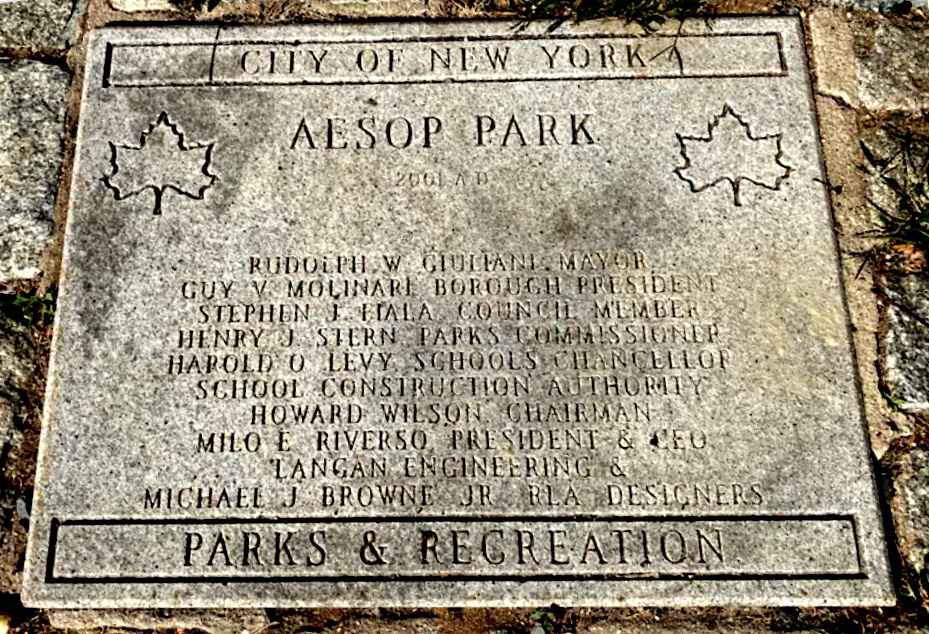 CITY OF NEW YORK
AESOP PARK
2001 A D
RUDOLPH W GIULIANI, MAYOR
GUY V MOLINARI, BOROUGH PRESIDENT
STEPHEN J FIALA, COUNCIL MEMBER
HENRY J STERN, PARKS COMMISSIONER
HAROLD O LEVY, SCHOOLS CHANCELLOR
SCHOOL CONSTRUCTION AUTHORITY
HOWARD WILSON, CHAIRMAN
MILO E RIVERSO, PRESIDENT & CEO
LANGAN ENGINEERING &
MICHAEL J BROWNE JR RLA DESIGNERS
PARKS & RECREATION